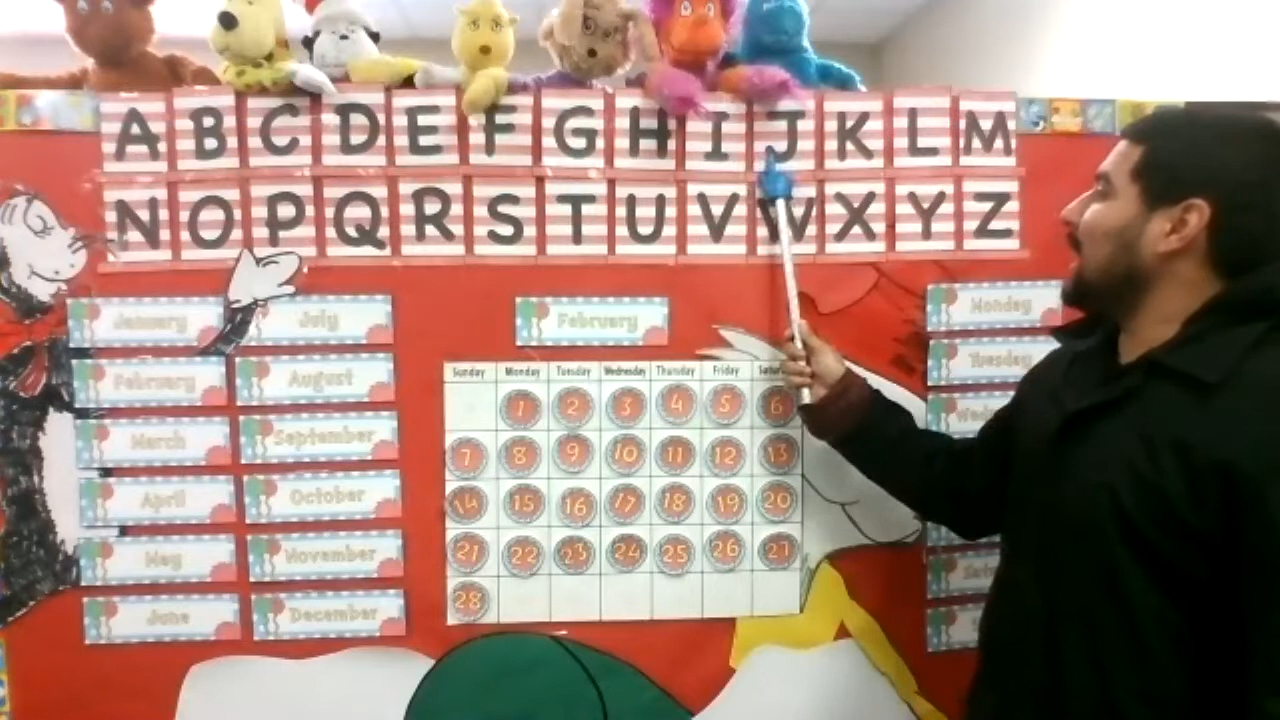 A B C D E F G H I J K L M
N O P Q R S T U V W X Y Z
January July
February August
March September
April October
May November
June December
February
Sunday Monday Tuesday Wednesday Thursday Friday
1 2 3 4 5 6
7 8 9 10 11 12 13
14 15 16 17 18 19 20
21 22 23 24 25 26 27
28
Monday
Tuesday